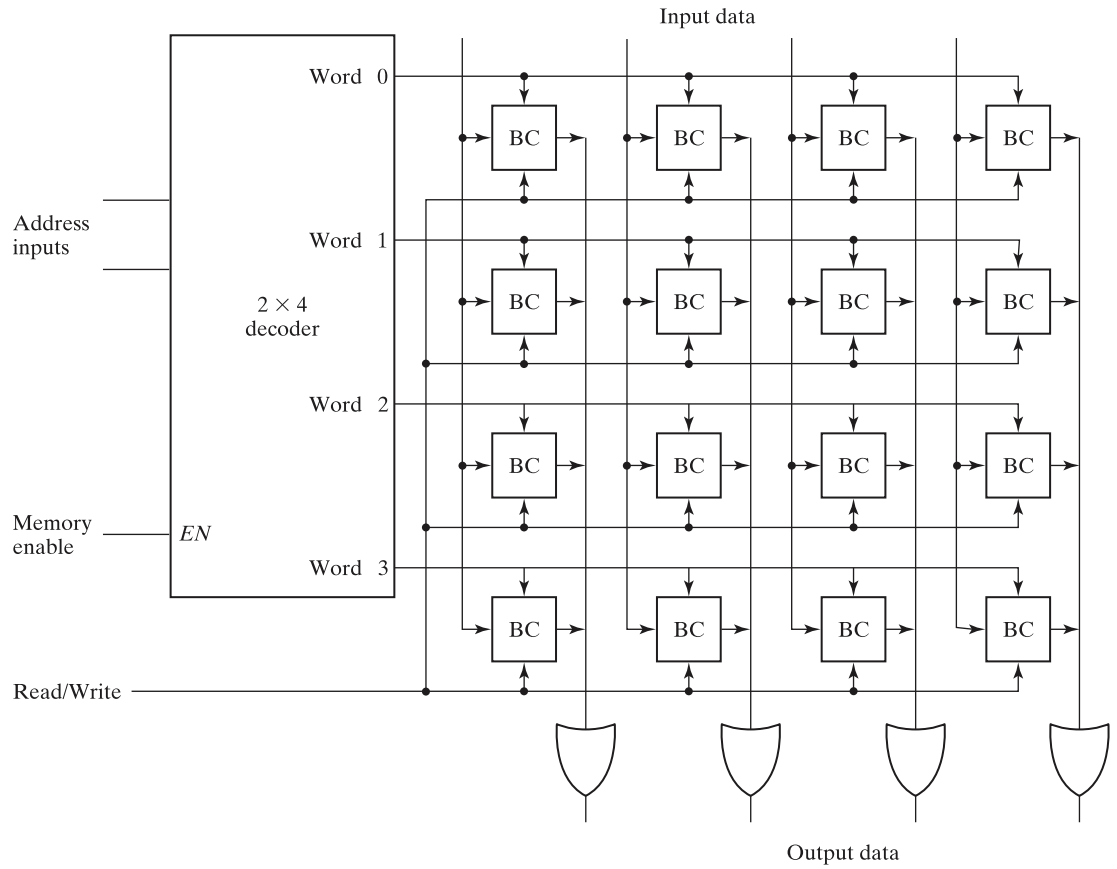 Input data
Word 0
BC BC BC BC
Address
inputs
Word 1
2 × 4
decoder
BC BC BC BC
Word 2
BC BC BC BC
Memory
enable
EN
Word 3
BC BC BC BC
Read/Write
Output data